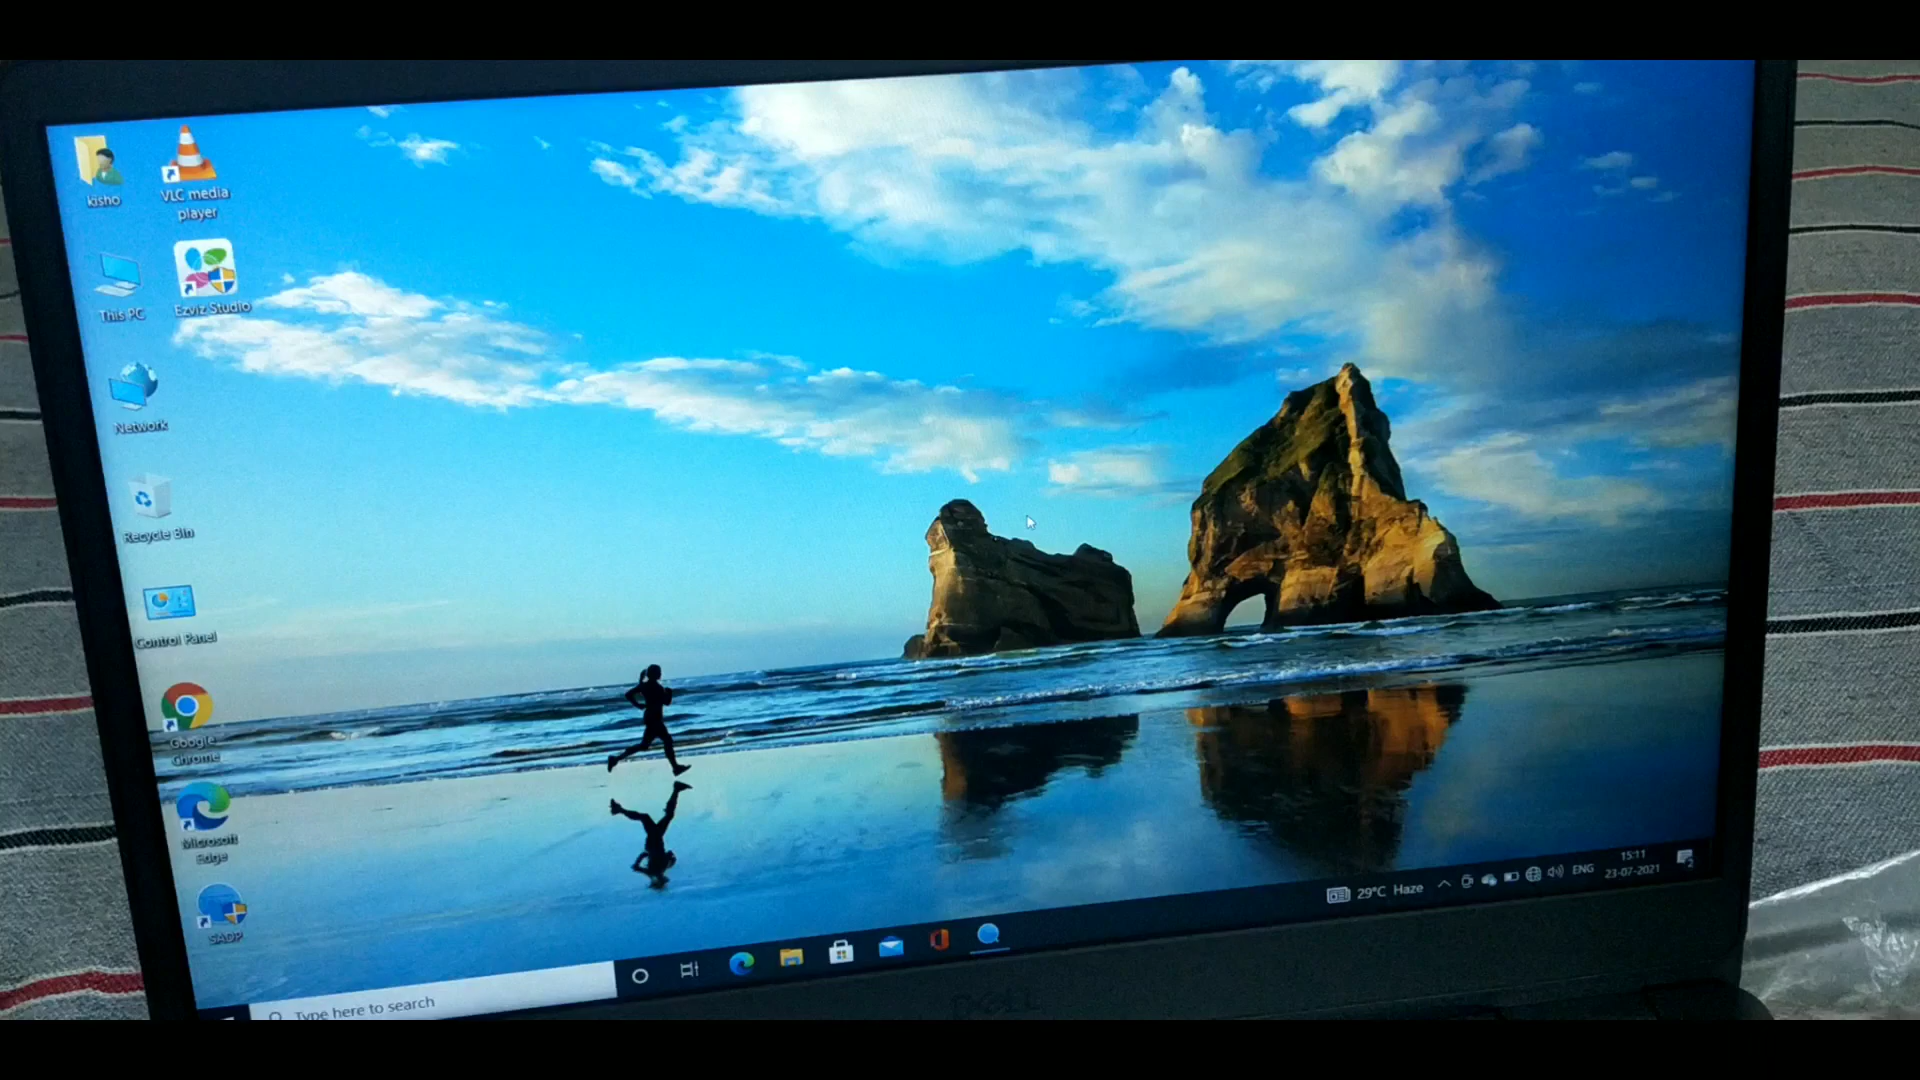 kisho
VLC media
player
This PC
Ezviz Studio
Network
Recycle Bin
Control Panel
Google
Chrome
Microsoft
Edge
SADP
Type here to search
29°C Haze
ENG
15:11
23-07-2021
DELL